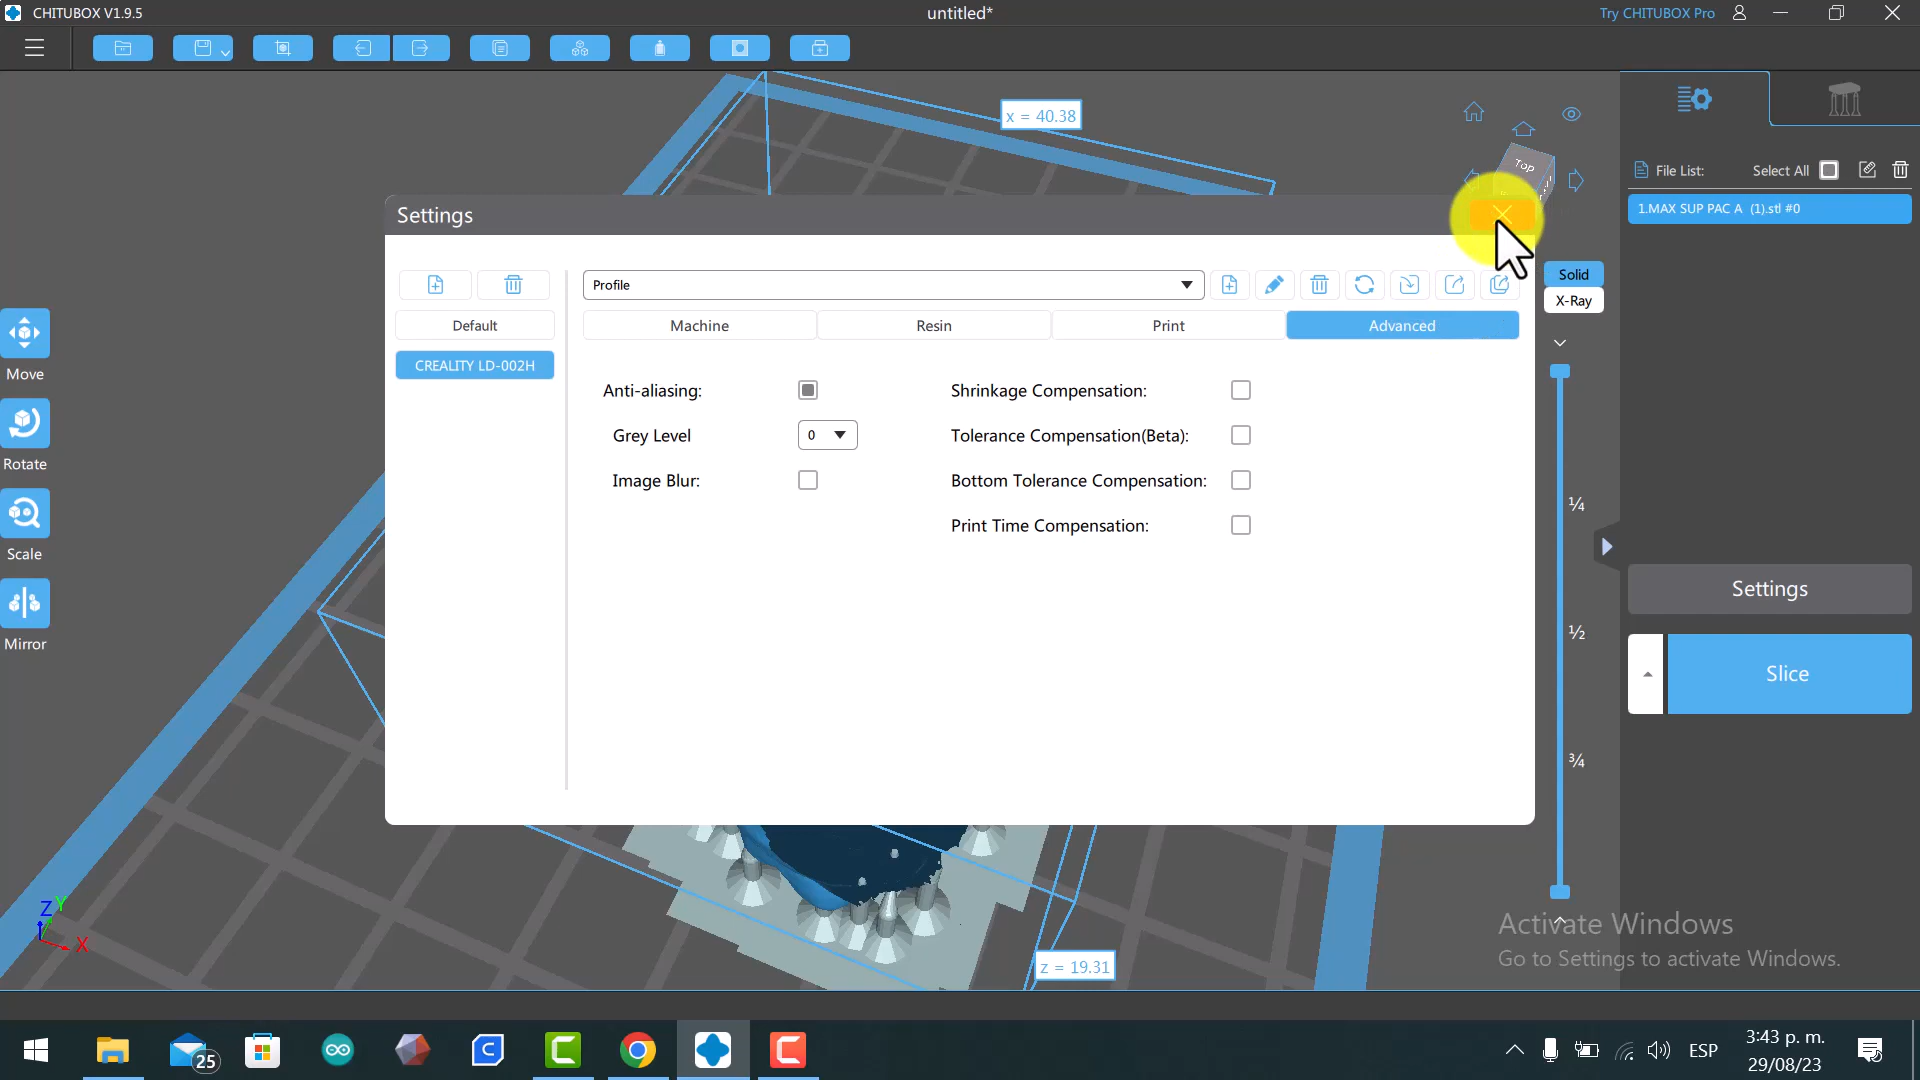 CHITUBOX V1.9.5
untitled*
Try CHITUBOX Pro
x = 40.38
TOP
File List:
Select All
1.MAX SUP PAC A (1).stl #0
Settings
Profile
Default
Machine
Resin
Print
Advanced
CREALITY LD-002H
Solid
X-Ray
Anti-aliasing:
Shrinkage Compensation:
Grey Level
0
Tolerance Compensation(Beta):
Image Blur:
Bottom Tolerance Compensation:
Print Time Compensation:
Move
Rotate
Scale
Mirror
¼
½
¾
Settings
Slice
Z
Y
X
z = 19.31
Activate Windows
Go to Settings to activate Windows.
25
ESP
3:43 p. m.
29/08/23